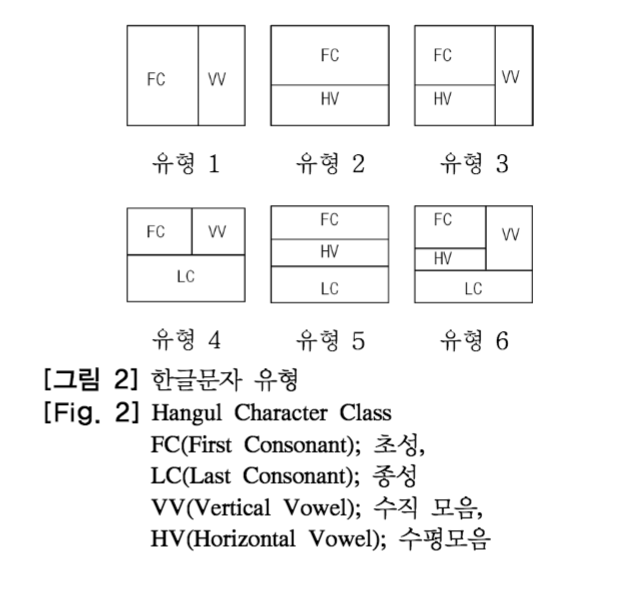 FC VV
FC
HV
FC
HV
VV
유형 1 유형 2 유형 3
FC VV
LC
FC
HV
LC
FC
HV
VV
LC
유형 4 유형 5 유형 6
[그림 2] 한글문자 유형
[Fig. 2] Hangul Character Class
FC(First Consonant); 초성,
LC(Last Consonant); 종성
VV(Vertical Vowel); 수직 모음,
HV(Horizontal Vowel); 수평모음